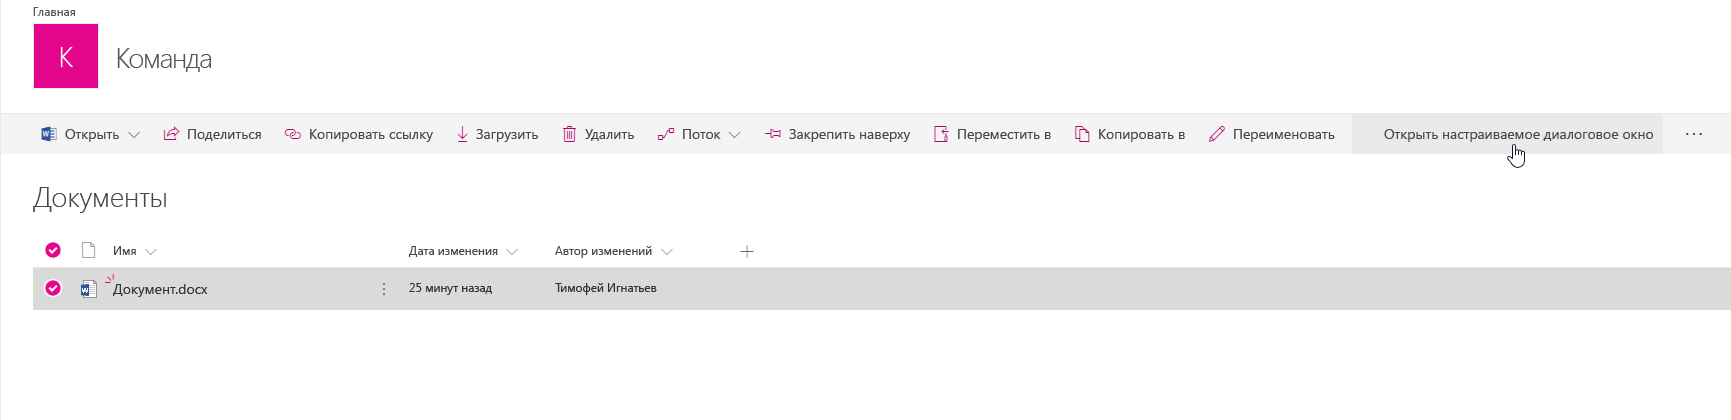 Главная
К
Команда
Открыть Поделиться Копировать ссылку Загрузить Удалить Поток Закрепить наверху Переместить в Копировать в Переименовать Открыть настраиваемое диалоговое окно ···
Документы
Имя Дата изменения Автор изменений
Документ.docx 25 минут назад Тимофей Игнатьев